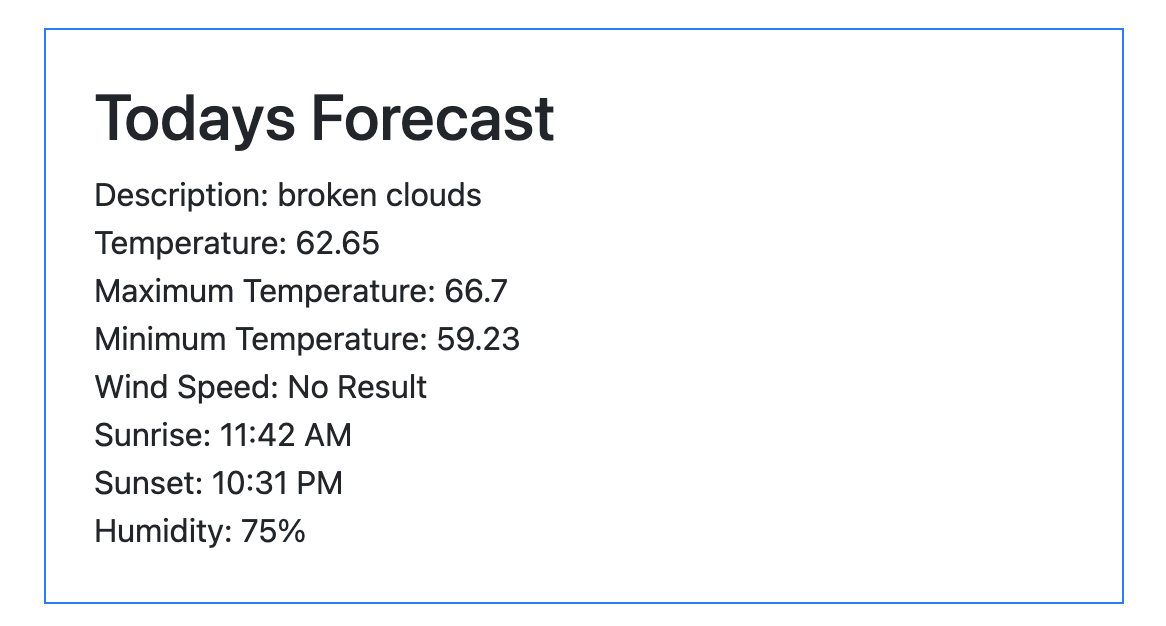 Todays Forecast
Description: broken clouds
Temperature: 62.65
Maximum Temperature: 66.7
Minimum Temperature: 59.23
Wind Speed: No Result
Sunrise: 11:42 AM
Sunset: 10:31 PM
Humidity: 75%